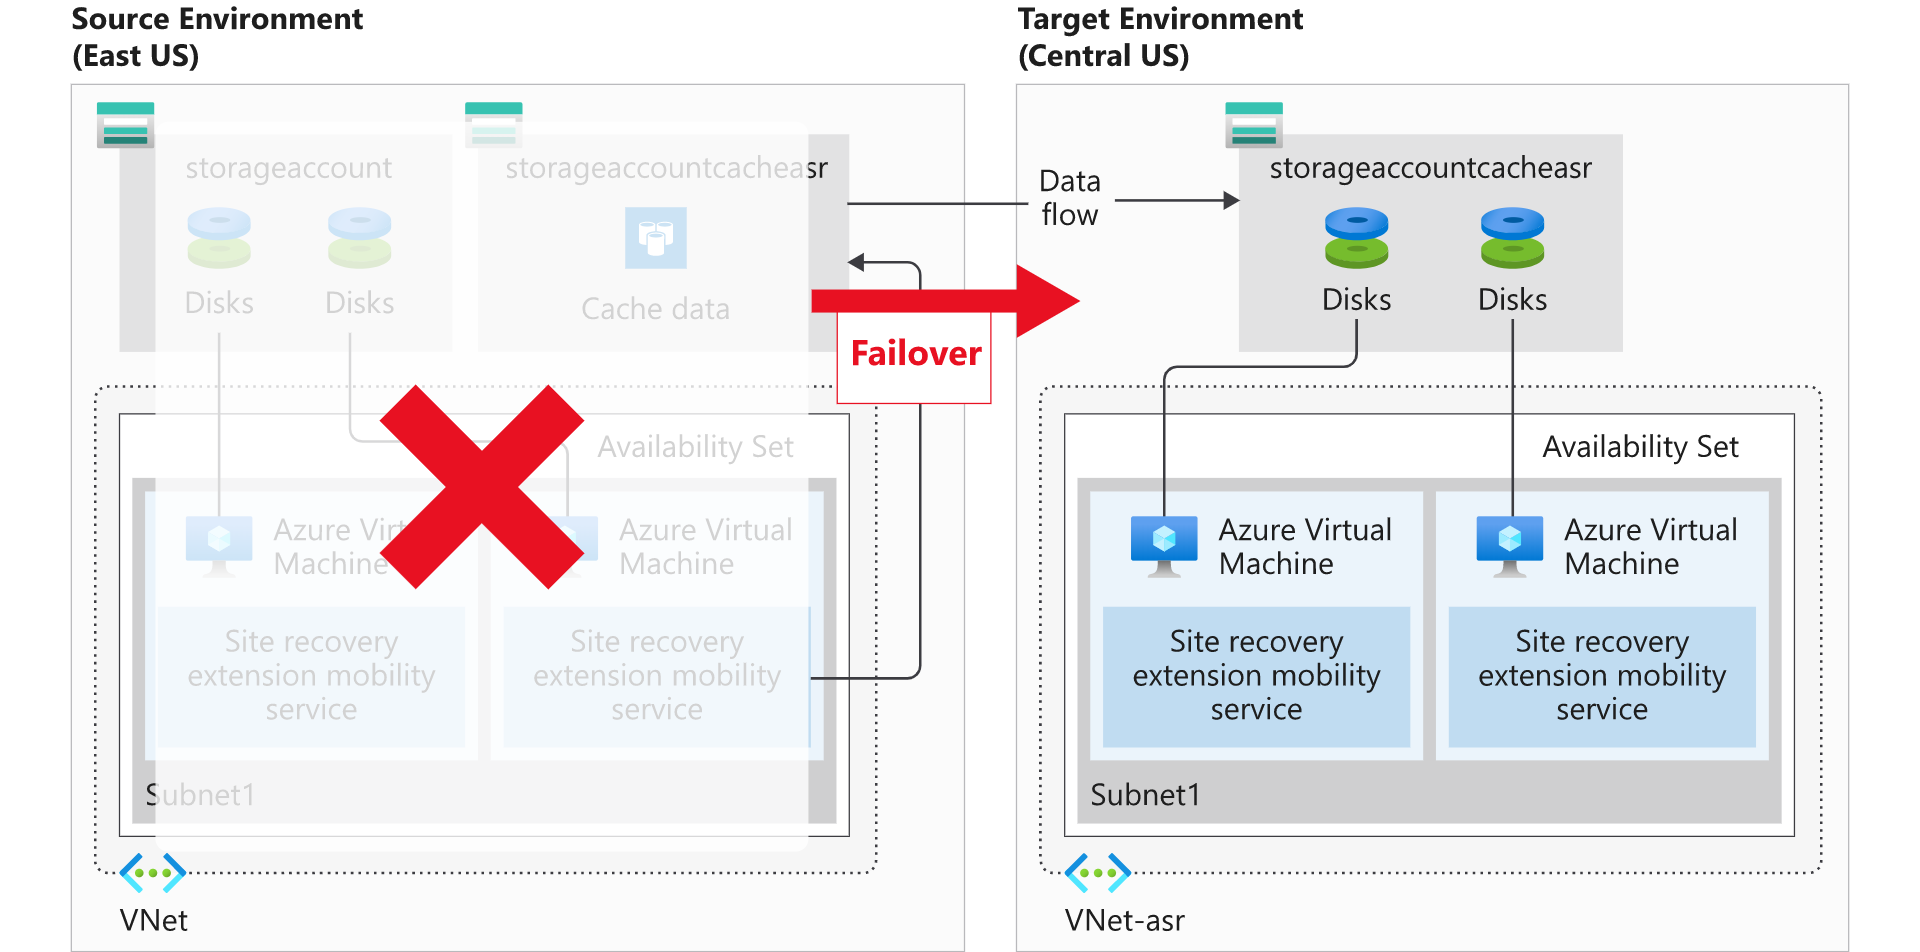 Source Environment
(East US)
storageaccount
Disks
Disks
storageaccountcacheasr
Cache data
Availability Set
Azure Virt
Machine
Azure Virtual
Machine
Site recovery
extension mobility
service
Site recovery
extension mobility
service
Subnet1
VNet
Data
flow
Failover
Target Environment
(Central US)
storageaccountcacheasr
Disks
Disks
Availability Set
Azure Virtual
Machine
Azure Virtual
Machine
Site recovery
extension mobility
service
Site recovery
extension mobility
service
Subnet1
VNet-asr